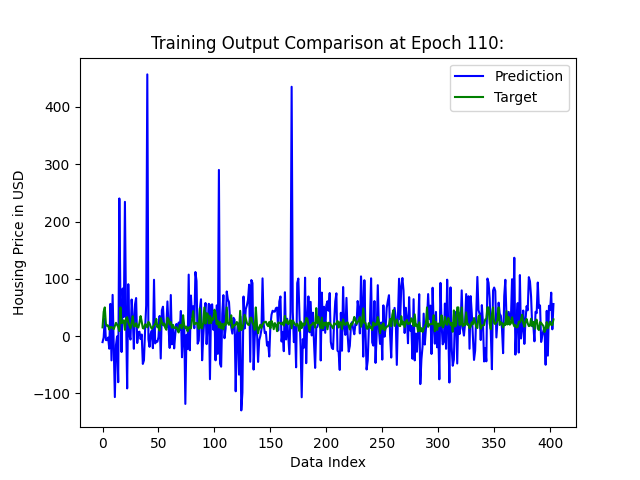 Training Output Comparison at Epoch 110:
Prediction
Target
Housing Price in USD
400
300
200
100
0
−100
0 50 100 150 200 250 300 350 400
Data Index